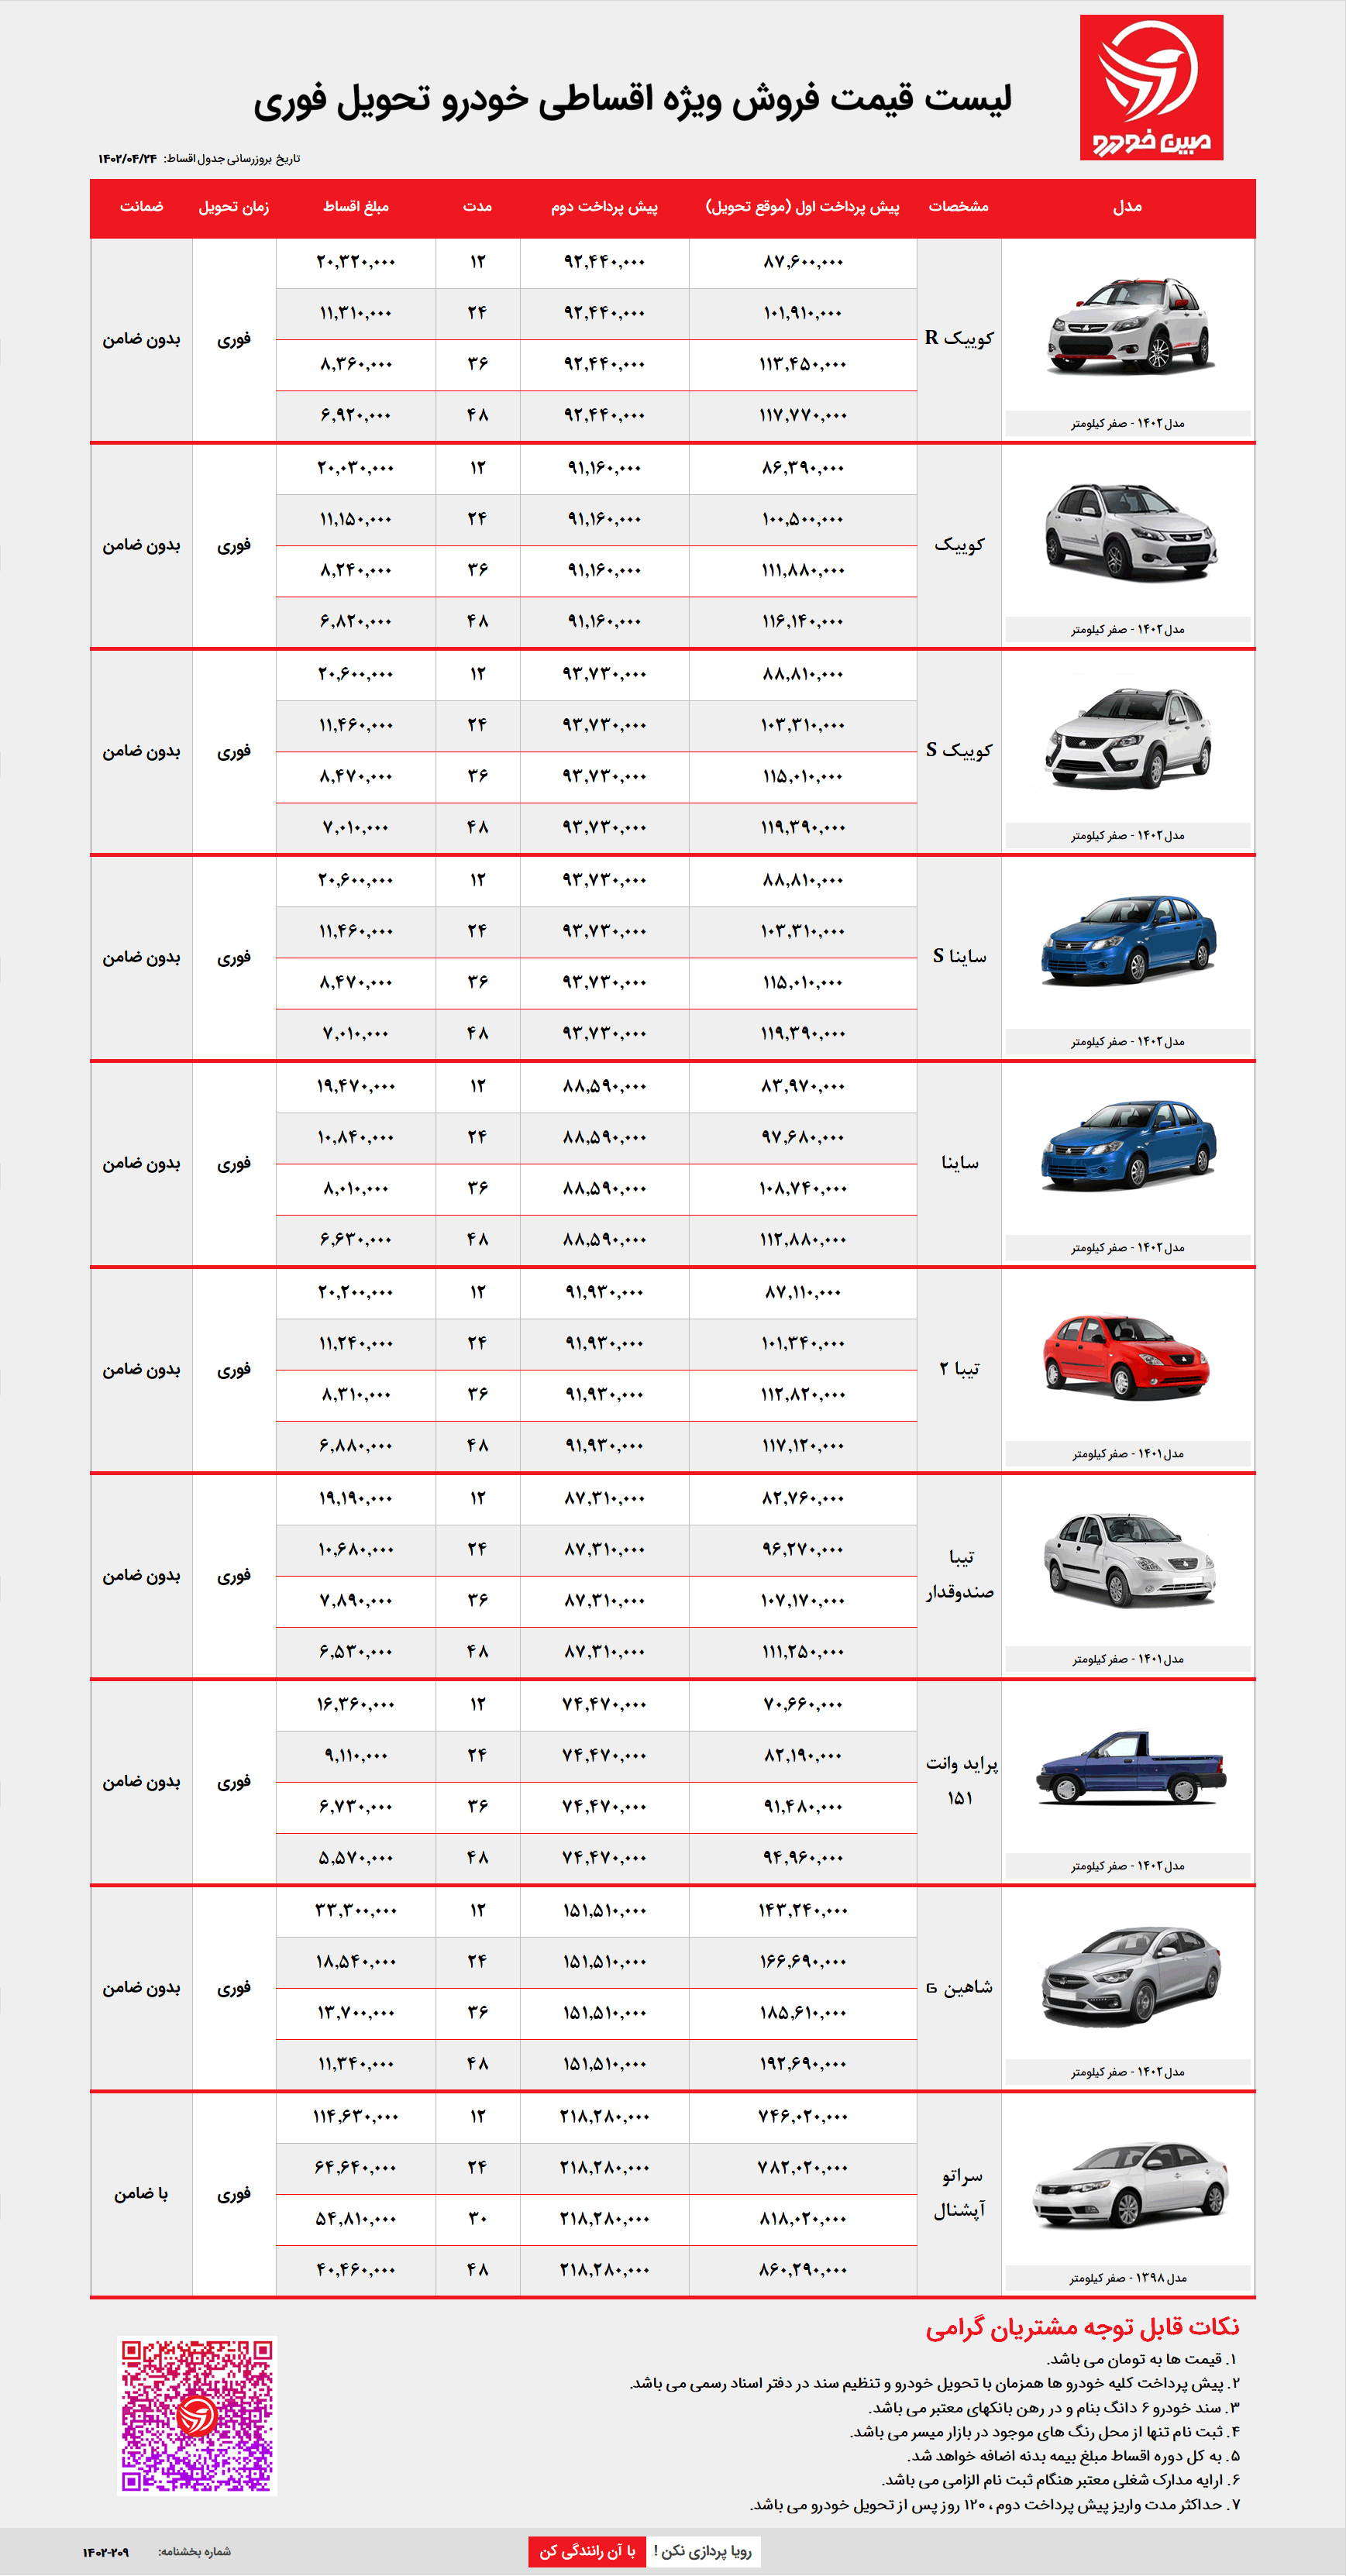 مبین خودرو
لیست قیمت فروش ویژه اقساطی خودرو تحویل فوری
تاریخ بروزرسانی جدول اقساط: ۱۴۰۲/۰۴/۲۴
مدل مشخصات پیش پرداخت اول (موقع تحویل) پیش پرداخت دوم مدت مبلغ اقساط زمان تحویل ضمانت
۸۷,۶۰۰,۰۰۰ ۹۲,۴۴۰,۰۰۰ ۱۲ ۲۰,۳۲۰,۰۰۰
۱۰۱,۹۱۰,۰۰۰ ۹۲,۴۴۰,۰۰۰ ۲۴ ۱۱,۳۱۰,۰۰۰
کوییک R فوری بدون ضامن
۱۱۳,۴۵۰,۰۰۰ ۹۲,۴۴۰,۰۰۰ ۳۶ ۸,۳۶۰,۰۰۰
۱۱۷,۷۷۰,۰۰۰ ۹۲,۴۴۰,۰۰۰ ۴۸ ۶,۹۲۰,۰۰۰
مدل ۱۴۰۲ - صفر کیلومتر
۸۶,۳۹۰,۰۰۰ ۹۱,۱۶۰,۰۰۰ ۱۲ ۲۰,۰۳۰,۰۰۰
۱۰۰,۵۰۰,۰۰۰ ۹۱,۱۶۰,۰۰۰ ۲۴ ۱۱,۱۵۰,۰۰۰
کوییک فوری بدون ضامن
۱۱۱,۸۸۰,۰۰۰ ۹۱,۱۶۰,۰۰۰ ۳۶ ۸,۲۴۰,۰۰۰
۱۱۶,۱۴۰,۰۰۰ ۹۱,۱۶۰,۰۰۰ ۴۸ ۶,۸۲۰,۰۰۰
مدل ۱۴۰۲ - صفر کیلومتر
۸۸,۸۱۰,۰۰۰ ۹۳,۷۳۰,۰۰۰ ۱۲ ۲۰,۶۰۰,۰۰۰
۱۰۳,۳۱۰,۰۰۰ ۹۳,۷۳۰,۰۰۰ ۲۴ ۱۱,۴۶۰,۰۰۰
کوییک S فوری بدون ضامن
۱۱۵,۰۱۰,۰۰۰ ۹۳,۷۳۰,۰۰۰ ۳۶ ۸,۴۷۰,۰۰۰
۱۱۹,۳۹۰,۰۰۰ ۹۳,۷۳۰,۰۰۰ ۴۸ ۷,۰۱۰,۰۰۰
مدل ۱۴۰۲ - صفر کیلومتر
۸۸,۸۱۰,۰۰۰ ۹۳,۷۳۰,۰۰۰ ۱۲ ۲۰,۶۰۰,۰۰۰
۱۰۳,۳۱۰,۰۰۰ ۹۳,۷۳۰,۰۰۰ ۲۴ ۱۱,۴۶۰,۰۰۰
ساینا S فوری بدون ضامن
۱۱۵,۰۱۰,۰۰۰ ۹۳,۷۳۰,۰۰۰ ۳۶ ۸,۴۷۰,۰۰۰
۱۱۹,۳۹۰,۰۰۰ ۹۳,۷۳۰,۰۰۰ ۴۸ ۷,۰۱۰,۰۰۰
مدل ۱۴۰۲ - صفر کیلومتر
۸۳,۹۷۰,۰۰۰ ۸۸,۵۹۰,۰۰۰ ۱۲ ۱۹,۴۷۰,۰۰۰
۹۷,۶۸۰,۰۰۰ ۸۸,۵۹۰,۰۰۰ ۲۴ ۱۰,۸۴۰,۰۰۰
ساینا فوری بدون ضامن
۱۰۸,۷۴۰,۰۰۰ ۸۸,۵۹۰,۰۰۰ ۳۶ ۸,۰۱۰,۰۰۰
۱۱۲,۸۸۰,۰۰۰ ۸۸,۵۹۰,۰۰۰ ۴۸ ۶,۶۳۰,۰۰۰
مدل ۱۴۰۲ - صفر کیلومتر
۸۷,۱۱۰,۰۰۰ ۹۱,۹۳۰,۰۰۰ ۱۲ ۲۰,۲۰۰,۰۰۰
۱۰۱,۳۴۰,۰۰۰ ۹۱,۹۳۰,۰۰۰ ۲۴ ۱۱,۲۴۰,۰۰۰
تیبا ۲ فوری بدون ضامن
۱۱۲,۸۲۰,۰۰۰ ۹۱,۹۳۰,۰۰۰ ۳۶ ۸,۳۱۰,۰۰۰
۱۱۷,۱۲۰,۰۰۰ ۹۱,۹۳۰,۰۰۰ ۴۸ ۶,۸۸۰,۰۰۰
مدل ۱۴۰۱ - صفر کیلومتر
۸۲,۷۶۰,۰۰۰ ۸۷,۳۱۰,۰۰۰ ۱۲ ۱۹,۱۹۰,۰۰۰
۹۶,۲۷۰,۰۰۰ ۸۷,۳۱۰,۰۰۰ ۲۴ ۱۰,۶۸۰,۰۰۰
تیبا
صندوقدار فوری بدون ضامن
۱۰۷,۱۷۰,۰۰۰ ۸۷,۳۱۰,۰۰۰ ۳۶ ۷,۸۹۰,۰۰۰
۱۱۱,۲۵۰,۰۰۰ ۸۷,۳۱۰,۰۰۰ ۴۸ ۶,۵۳۰,۰۰۰
مدل ۱۴۰۱ - صفر کیلومتر
۷۰,۶۶۰,۰۰۰ ۷۴,۴۷۰,۰۰۰ ۱۲ ۱۶,۳۶۰,۰۰۰
۸۲,۱۹۰,۰۰۰ ۷۴,۴۷۰,۰۰۰ ۲۴ ۹,۱۱۰,۰۰۰
پراید وانت
۱۵۱ فوری بدون ضامن
۹۱,۴۸۰,۰۰۰ ۷۴,۴۷۰,۰۰۰ ۳۶ ۶,۷۳۰,۰۰۰
۹۴,۹۶۰,۰۰۰ ۷۴,۴۷۰,۰۰۰ ۴۸ ۵,۵۷۰,۰۰۰
مدل ۱۴۰۲ - صفر کیلومتر
۱۴۳,۲۴۰,۰۰۰ ۱۵۱,۵۱۰,۰۰۰ ۱۲ ۳۳,۳۰۰,۰۰۰
۱۶۶,۶۹۰,۰۰۰ ۱۵۱,۵۱۰,۰۰۰ ۲۴ ۱۸,۵۴۰,۰۰۰
شاهین G فوری بدون ضامن
۱۸۵,۶۱۰,۰۰۰ ۱۵۱,۵۱۰,۰۰۰ ۳۶ ۱۳,۷۰۰,۰۰۰
۱۹۲,۶۹۰,۰۰۰ ۱۵۱,۵۱۰,۰۰۰ ۴۸ ۱۱,۳۴۰,۰۰۰
مدل ۱۴۰۲ - صفر کیلومتر
۷۴۶,۰۲۰,۰۰۰ ۲۱۸,۲۸۰,۰۰۰ ۱۲ ۱۱۴,۶۳۰,۰۰۰
۷۸۲,۰۲۰,۰۰۰ ۲۱۸,۲۸۰,۰۰۰ ۲۴ ۶۴,۶۴۰,۰۰۰
سراتو
آپشنال فوری با ضامن
۸۱۸,۰۲۰,۰۰۰ ۲۱۸,۲۸۰,۰۰۰ ۳۰ ۵۴,۸۱۰,۰۰۰
۸۶۰,۲۹۰,۰۰۰ ۲۱۸,۲۸۰,۰۰۰ ۴۸ ۴۰,۴۶۰,۰۰۰
مدل ۱۳۹۸ - صفر کیلومتر
نکات قابل توجه مشتریان گرامی
۱. قیمت ها به تومان می باشد.
۲. پیش پرداخت کلیه خودرو ها همزمان با تحویل خودرو و تنظیم سند در دفتر اسناد رسمی می باشد.
۳. سند خودرو ۶ دانگ بنام و در رهن بانکهای معتبر می باشد.
۴. ثبت نام تنها از محل رنگ های موجود در بازار میسر می باشد.
۵. به کل دوره اقساط مبلغ بیمه بدنه اضافه خواهد شد.
۶. ارایه مدارک شغلی معتبر هنگام ثبت نام الزامی می باشد.
۷. حداکثر مدت واریز پیش پرداخت دوم ، ۱۲۰ روز پس از تحویل خودرو می باشد.
رویا پردازی نکن ! با آن رانندگی کن
شماره بخشنامه: ۱۴۰۲-۲۰۹